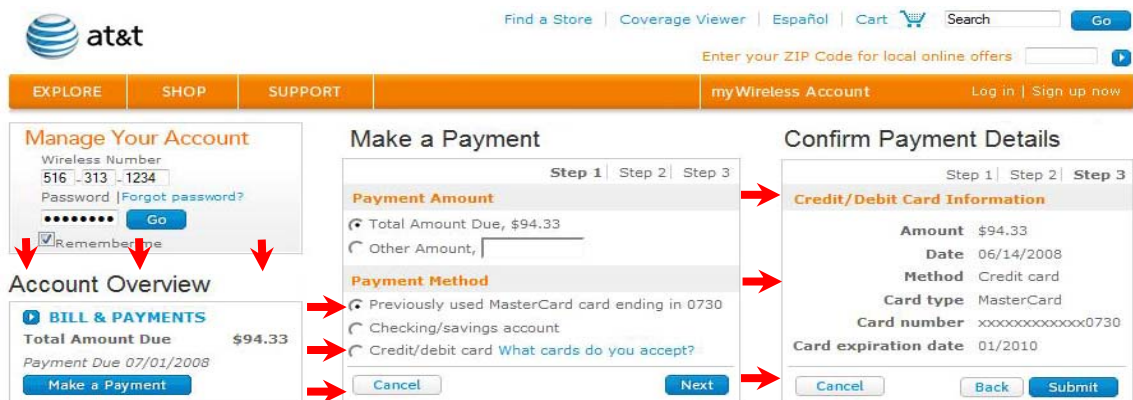 at&t
Find a Store | Coverage Viewer | Español | Cart Search Go
Enter your ZIP Code for local online offers
EXPLORE SHOP SUPPORT myWireless Account Log in | Sign up now
Manage Your Account
Wireless Number
516 - 313 - 1234
Password | Forgot password?
•••••••• Go
Remember me
Account Overview
BILL & PAYMENTS
Total Amount Due $94.33
Payment Due 07/01/2008
Make a Payment
Make a Payment
Step 1 | Step 2 | Step 3
Payment Amount
Total Amount Due, $94.33
Other Amount,
Payment Method
Previously used MasterCard card ending in 0730
Checking/savings account
Credit/debit card What cards do you accept?
Cancel Next
Confirm Payment Details
Step 1 | Step 2 | Step 3
Credit/Debit Card Information
Amount $94.33
Date 06/14/2008
Method Credit card
Card type MasterCard
Card number xxxxxxxxxxxx0730
Card expiration date 01/2010
Cancel Back Submit